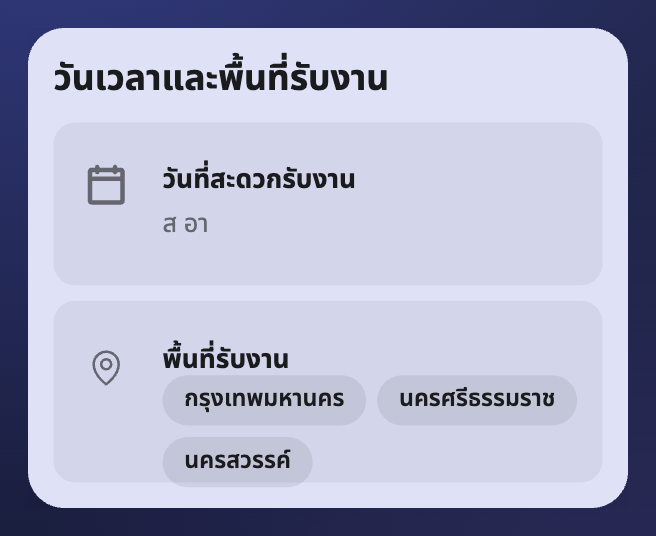 วันเวลาและพื้นที่รับงาน
วันที่สะดวกรับงาน
ส อา
พื้นที่รับงาน
กรุงเทพมหานคร นครศรีธรรมราช
นครสวรรค์